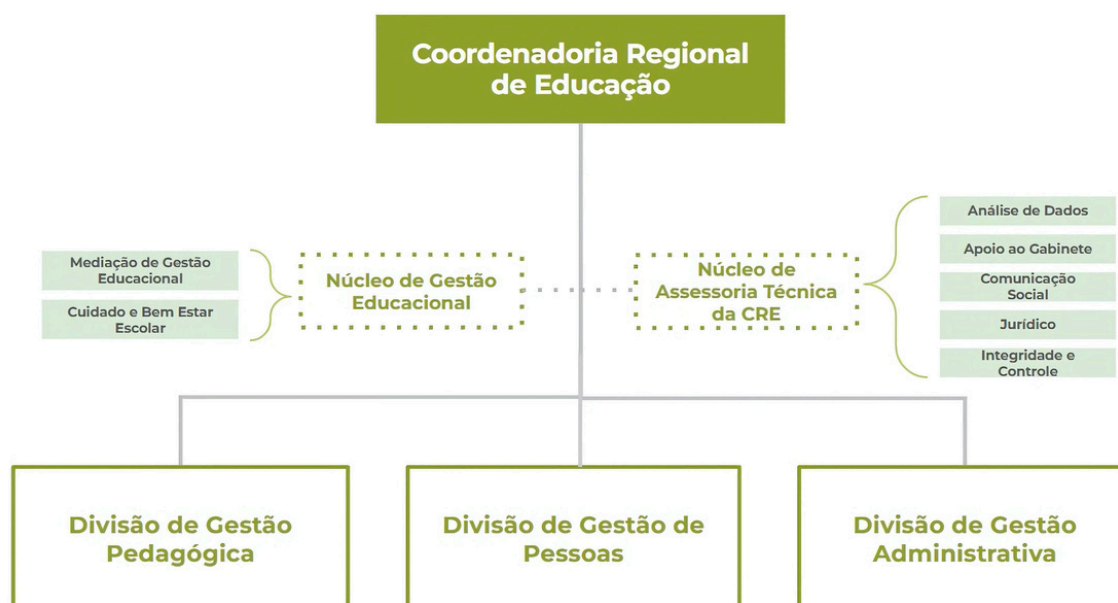 Coordenadoria Regional
de Educação
Mediação de Gestão
Educacional
Cuidado e Bem Estar
Escolar
Núcleo de Gestão
Educacional
Núcleo de
Assessoria Técnica
da CRE
Análise de Dados
Apoio ao Gabinete
Comunicação
Social
Jurídico
Integridade e
Controle
Divisão de Gestão
Pedagógica
Divisão de Gestão de
Pessoas
Divisão de Gestão
Administrativa